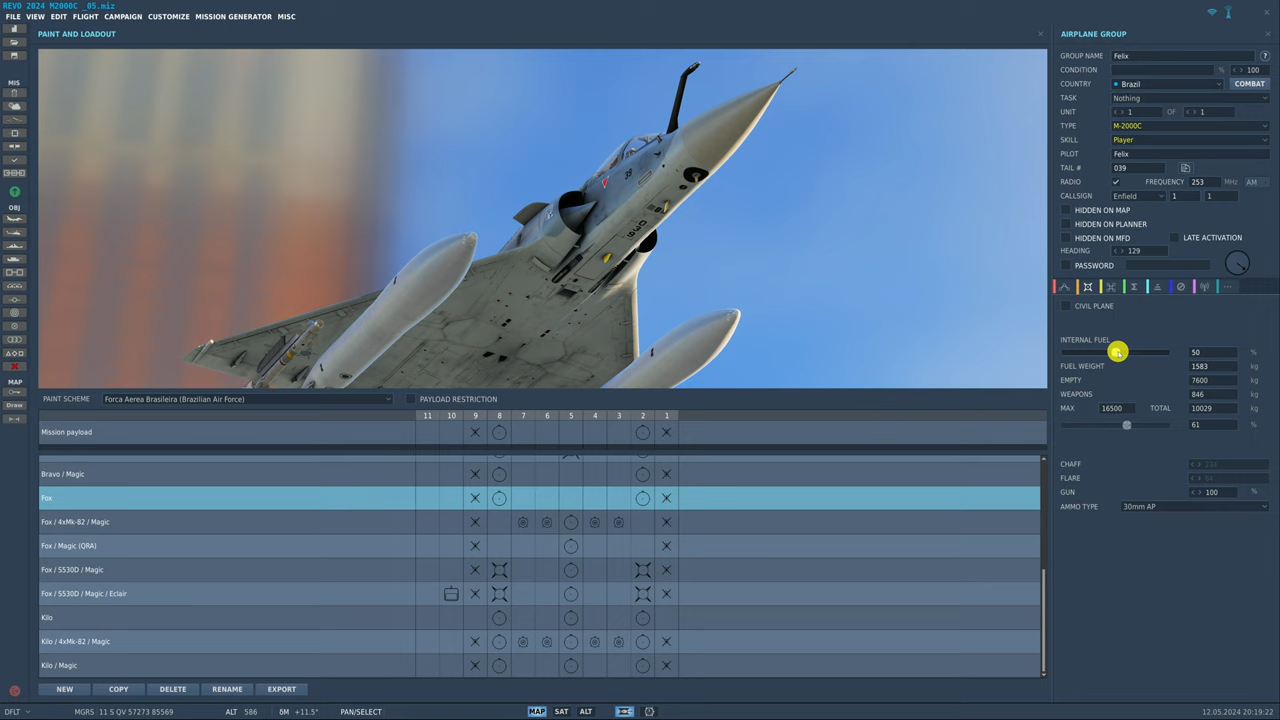 REVO 2024 M2000C _05.miz
FILE VIEW EDIT FLIGHT CAMPAIGN CUSTOMIZE MISSION GENERATOR MISC
PAINT AND LOADOUT
AIRPLANE GROUP
MIS
OBJ
MAP
Draw
39
039
GROUP NAME Felix ?
CONDITION % 100
COUNTRY Brazil COMBAT
TASK Nothing
UNIT 1 OF 1
TYPE M-2000C
SKILL Player
PILOT Felix
TAIL # 039
RADIO FREQUENCY 253 MHz AM
CALLSIGN Enfield 1 1
HIDDEN ON MAP
HIDDEN ON PLANNER
HIDDEN ON MFD LATE ACTIVATION
HEADING 129
PASSWORD
CIVIL PLANE
INTERNAL FUEL
50 %
FUEL WEIGHT 1583 kg
EMPTY 7600 kg
WEAPONS 846 kg
MAX 16500 TOTAL 10029 kg
61 %
CHAFF 234
FLARE 64
GUN 100 %
AMMO TYPE 30mm AP
PAINT SCHEME Forca Aerea Brasileira (Brazilian Air Force) PAYLOAD RESTRICTION
11 10 9 8 7 6 5 4 3 2 1
Mission payload
Bravo / Magic
Fox
Fox / 4xMk-82 / Magic
Fox / Magic (QRA)
Fox / S530D / Magic
Fox / S530D / Magic / Eclair
Kilo
Kilo / 4xMk-82 / Magic
Kilo / Magic
NEW COPY DELETE RENAME EXPORT
DFLT MGRS 11 S QV 57273 85569 ALT 586 δM +11.5° PAN/SELECT MAP SAT ALT 12.05.2024 20:19:22